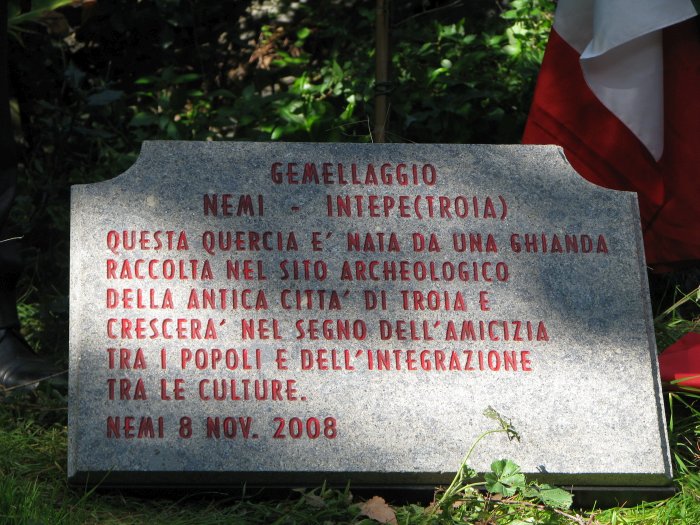 GEMELLAGGIO
NEMI - INTEPE(TROIA)
QUESTA QUERCIA E' NATA DA UNA GHIANDA
RACCOLTA NEL SITO ARCHEOLOGICO
DELLA ANTICA CITTA' DI TROIA E
CRESCERA' NEL SEGNO DELL'AMICIZIA
TRA I POPOLI E DELL'INTEGRAZIONE
TRA LE CULTURE.
NEMI 8 NOV. 2008